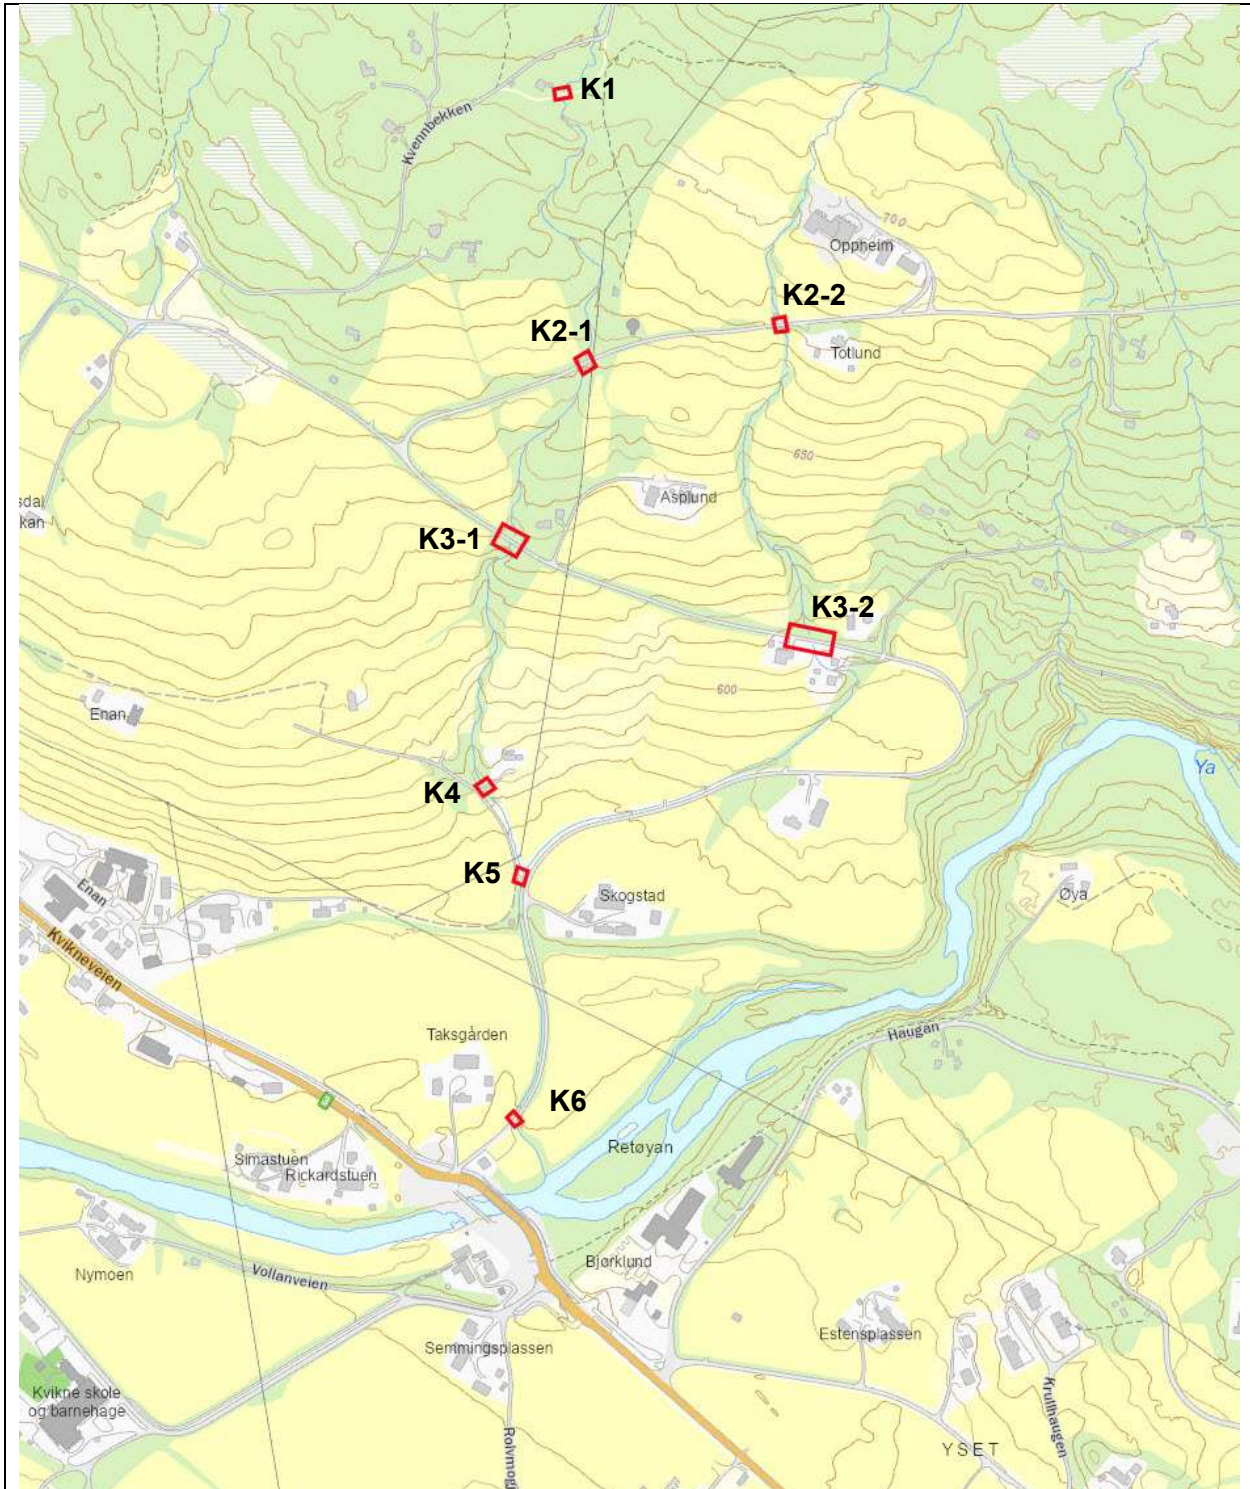 K1
Kvennbekken
700
Oppheim
K2-2
K2-1
Totlund
650
Asplund
sdal
kan
K3-1
K3-2
600
Enan
Ya
K4
K5
Enan
Skogstad
Øya
Kvikneveien
Haugan
Taksgården
K6
Retøyan
Simastuen
Rickardstuen
Bjørklund
Nymoen
Vollanveien
Estensplassen
Semmingsplassen
Kvikne skole
og barnehage
Krullhaugen
Rolvmog
YSET